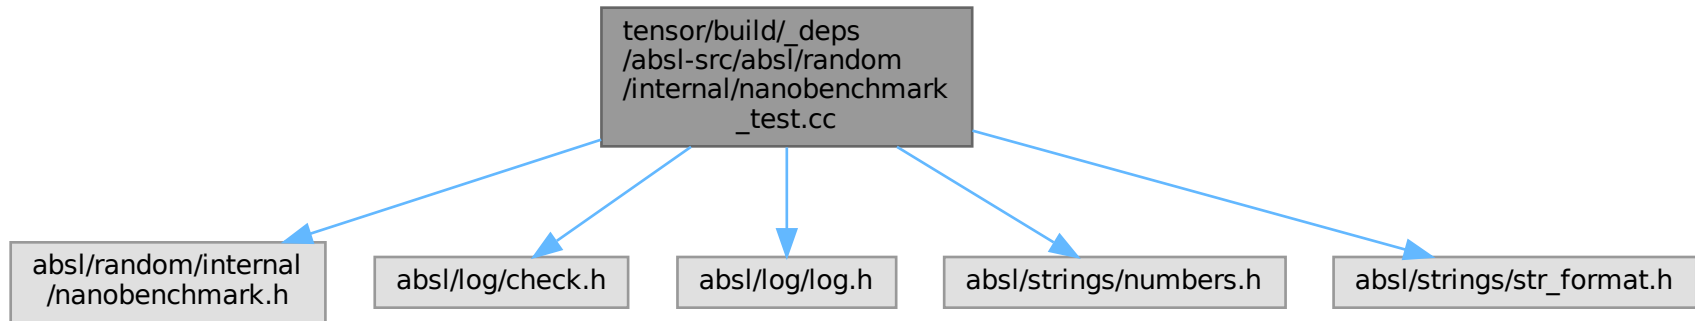 tensor/build/_deps
/absl-src/absl/random
/internal/nanobenchmark
_test.cc
absl/random/internal
/nanobenchmark.h
absl/log/check.h
absl/log/log.h
absl/strings/numbers.h
absl/strings/str_format.h